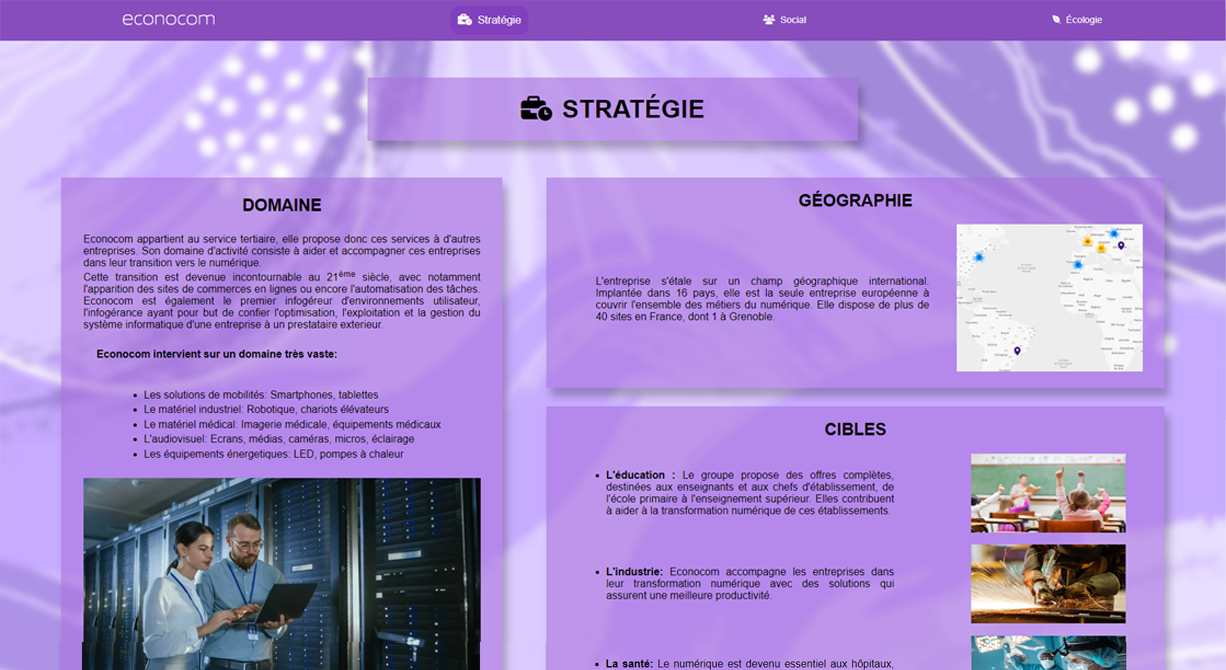 econocom
Stratégie
Social
Écologie
STRATÉGIE
DOMAINE
Econocom appartient au service tertiaire, elle propose donc ces services à d'autres
entreprises. Son domaine d'activité consiste à aider et accompagner ces entreprises
dans leur transition vers le numérique.
Cette transition est devenue incontournable au 21ème siècle, avec notamment
l'apparition des sites de commerces en lignes ou encore l'automatisation des tâches.
Econocom est également le premier infogéreur d'environnements utilisateur,
l'infogérance ayant pour but de confier l'optimisation, l'exploitation et la gestion du
système informatique d'une entreprise à un prestataire exterieur.
Econocom intervient sur un domaine très vaste:
Les solutions de mobilités: Smartphones, tablettes
Le matériel industriel: Robotique, chariots élévateurs
Le matériel médical: Imagerie médicale, équipements médicaux
L'audiovisuel: Ecrans, médias, caméras, micros, éclairage
Les équipements énergetiques: LED, pompes à chaleur
GÉOGRAPHIE
L'entreprise s'étale sur un champ géographique international.
Implantée dans 16 pays, elle est la seule entreprise européenne à
couvrir l'ensemble des métiers du numérique. Elle dispose de plus de
40 sites en France, dont 1 à Grenoble.
CIBLES
L'éducation : Le groupe propose des offres complètes,
destinées aux enseignants et aux chefs d'établissement, de
l'école primaire à l'enseignement supérieur. Elles contribuent
à aider à la transformation numérique de ces établissements.
L'industrie: Econocom accompagne les entreprises dans
leur transformation numérique avec des solutions qui
assurent une meilleure productivité.
La santé: Le numérique est devenu essentiel aux hôpitaux,